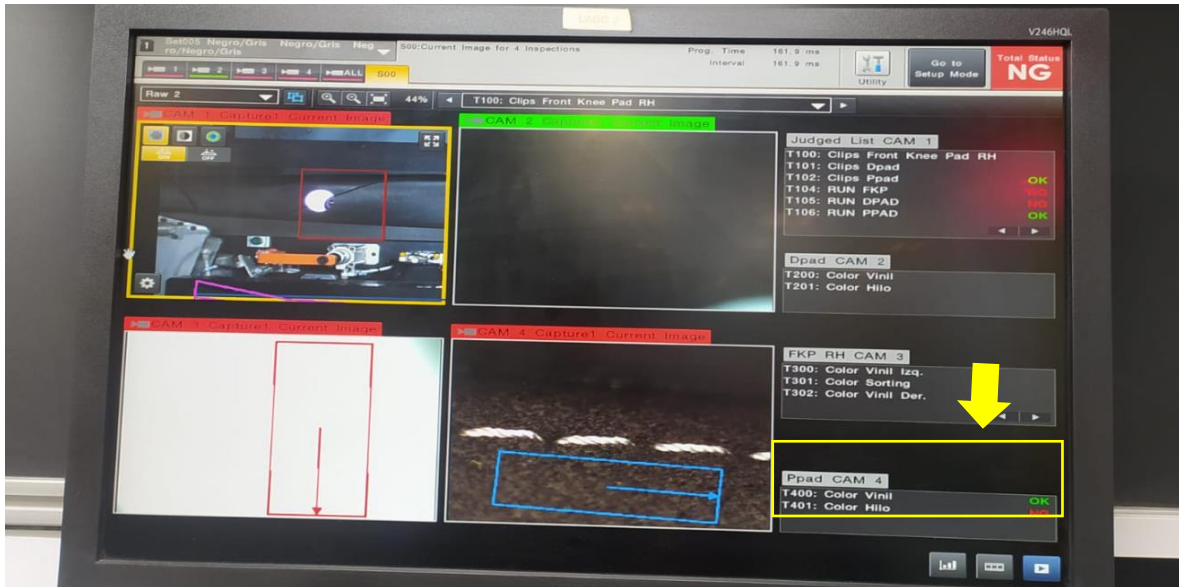 V246HQL
1 Set005 Negro/Gris Negro/Gris Neg
ro/Negro/Gris
S00:Current Image for 4 Inspections
Prog. Time 161.9 ms
Interval 161.9 ms
Utility
Go to
Setup Mode
Total Status
NG
1 2 3 4 ALL S00
Raw 2
44%
T100: Clips Front Knee Pad RH
CAM 1 Capture1 Current Image
ON OFF
CAM 2 Current Image
Judged List CAM 1
T100: Clips Front Knee Pad RH
T101: Clips Dpad
T102: Clips Ppad OK
T104: RUN FKP NG
T105: RUN DPAD NG
T106: RUN PPAD OK
Dpad CAM 2
T200: Color Vinil
T201: Color Hilo
CAM 3 Capture1 Current Image
CAM 4 Capture1 Current Image
FKP RH CAM 3
T300: Color Vinil Izq.
T301: Color Sorting
T302: Color Vinil Der.
Ppad CAM 4
T400: Color Vinil OK
T401: Color Hilo NG